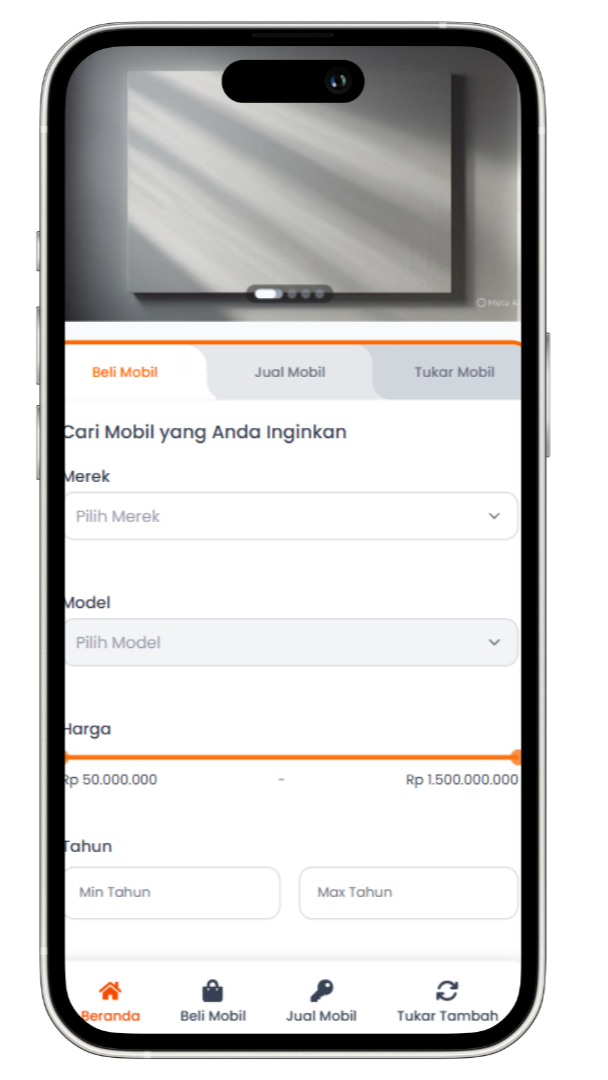 Meta AI
Beli Mobil
Jual Mobil
Tukar Mobil
Cari Mobil yang Anda Inginkan
Merek
Pilih Merek
Model
Pilih Model
Harga
Rp 50.000.000
-
Rp 1.500.000.000
Tahun
Min Tahun
Max Tahun
Beranda
Beli Mobil
Jual Mobil
Tukar Tambah